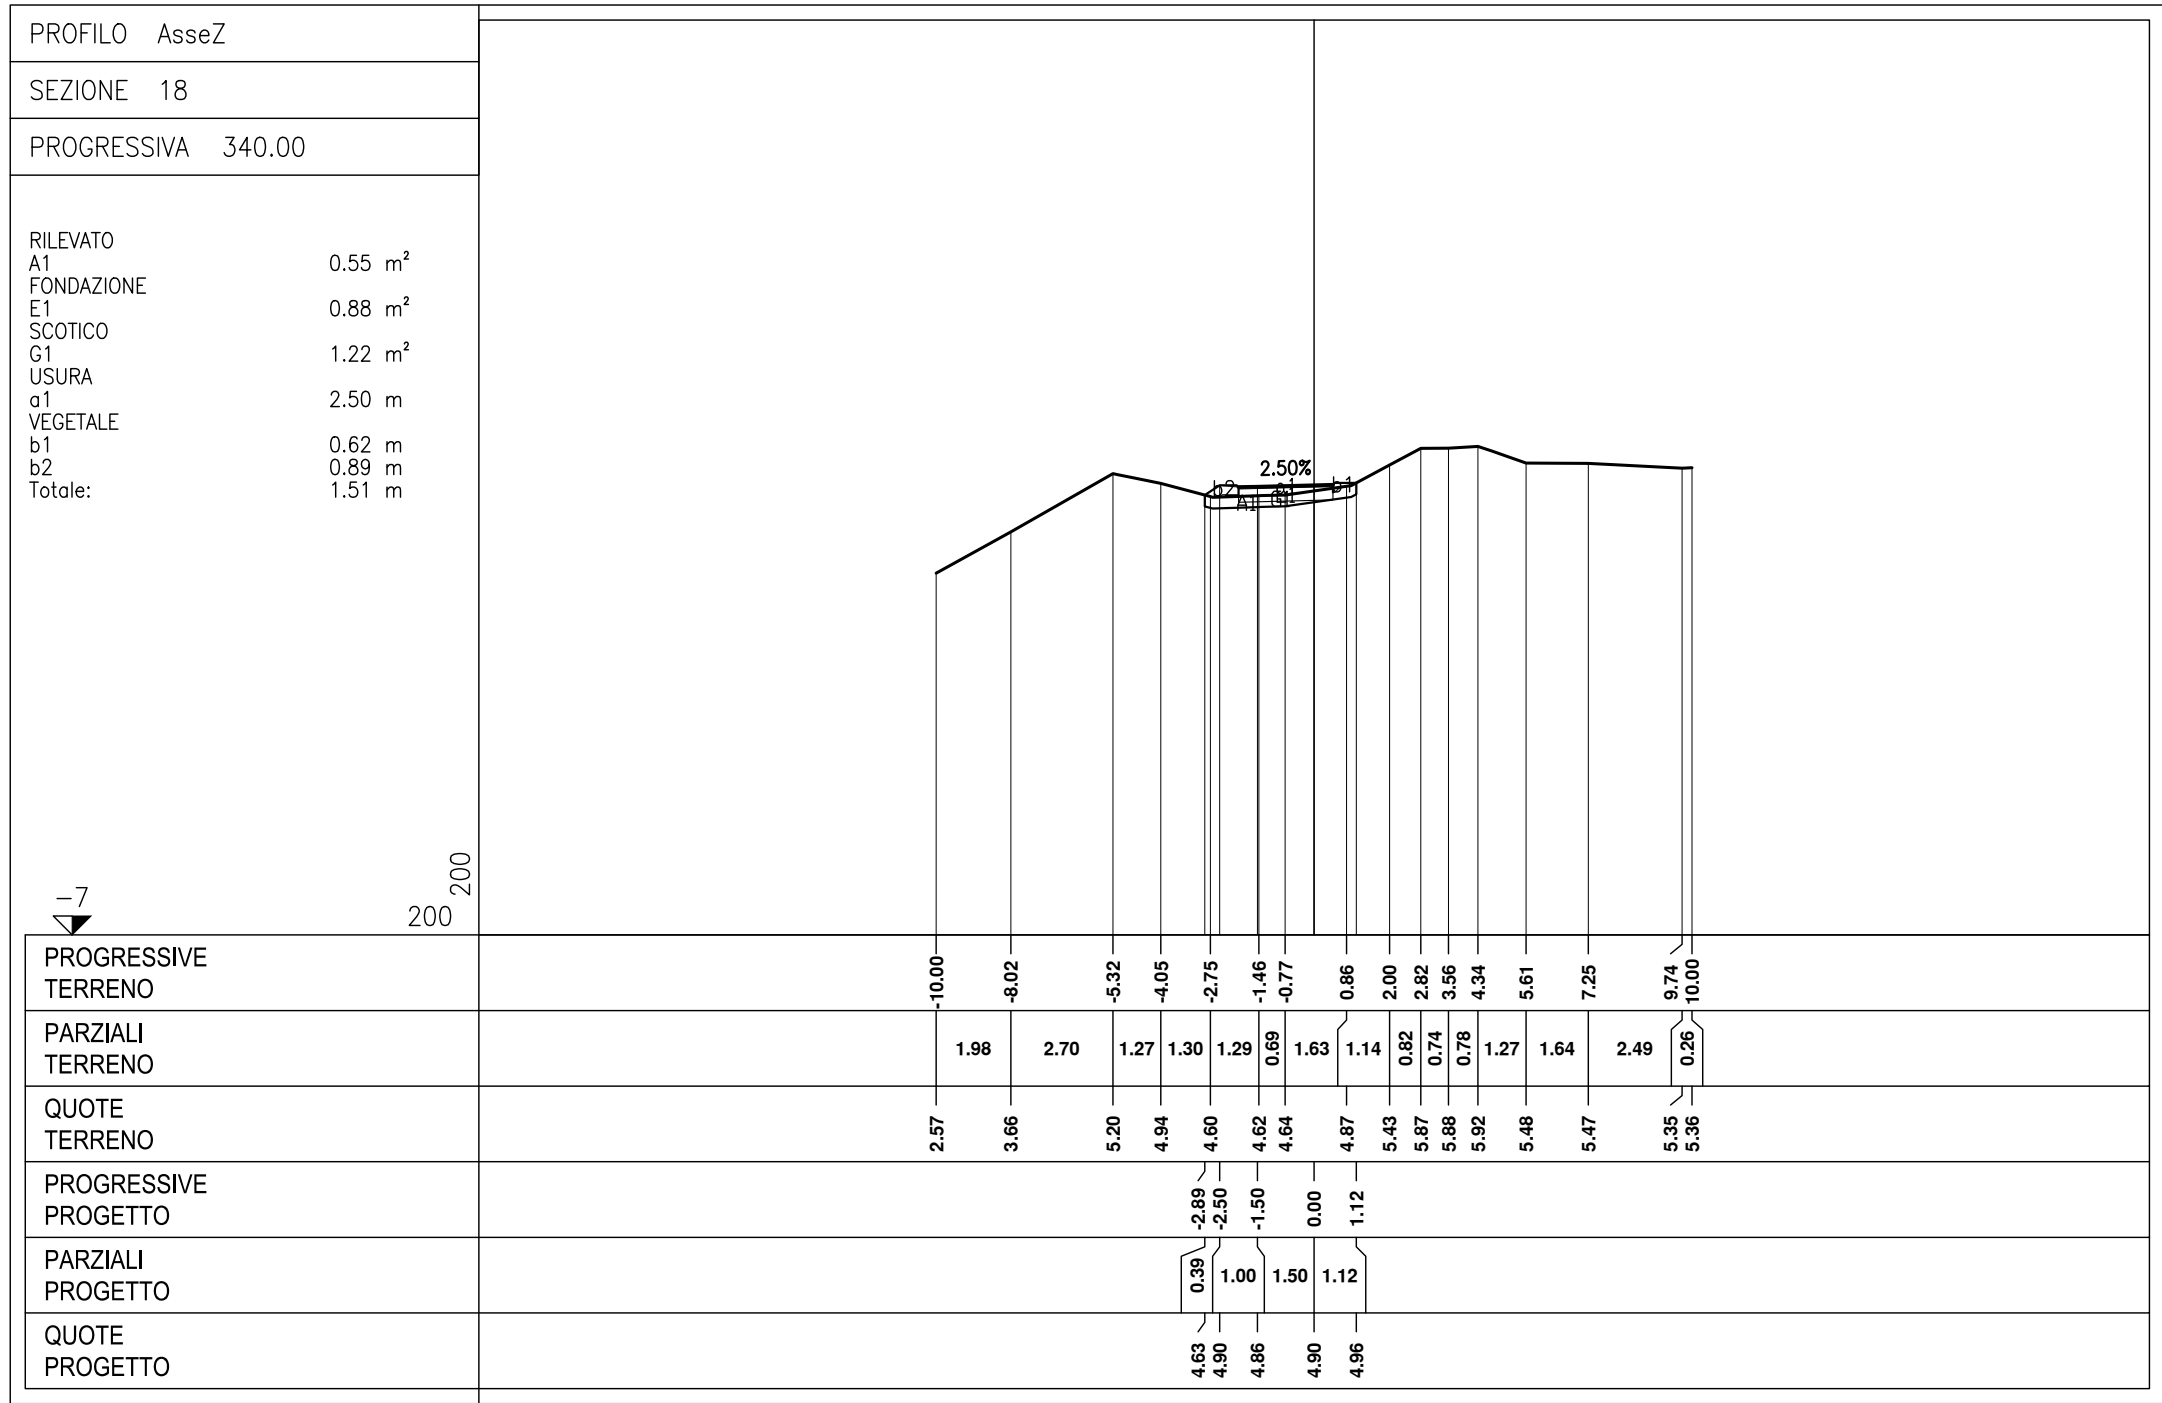 PROFILO AsseZ
SEZIONE 18
PROGRESSIVA 340.00
RILEVATO
A1 0.55 m²
FONDAZIONE
E1 0.88 m²
SCOTICO
G1 1.22 m²
USURA
a1 2.50 m
VEGETALE
b1 0.62 m
b2 0.89 m
Totale: 1.51 m
2.50%
b2 a1 b1
A1 G1
-7
200
200
PROGRESSIVE
TERRENO
-10.00 -8.02 -5.32 -4.05 -2.75 -1.46 -0.77 0.86 2.00 2.82 3.56 4.34 5.61 7.25 9.74 10.00
PARZIALI
TERRENO
1.98 2.70 1.27 1.30 1.29 0.69 1.63 1.14 0.82 0.74 0.78 1.27 1.64 2.49 0.26
QUOTE
TERRENO
2.57 3.66 5.20 4.94 4.60 4.62 4.64 4.87 5.43 5.87 5.88 5.92 5.48 5.47 5.35 5.36
PROGRESSIVE
PROGETTO
-2.89 -2.50 -1.50 0.00 1.12
PARZIALI
PROGETTO
0.39 1.00 1.50 1.12
QUOTE
PROGETTO
4.63 4.90 4.86 4.90 4.96